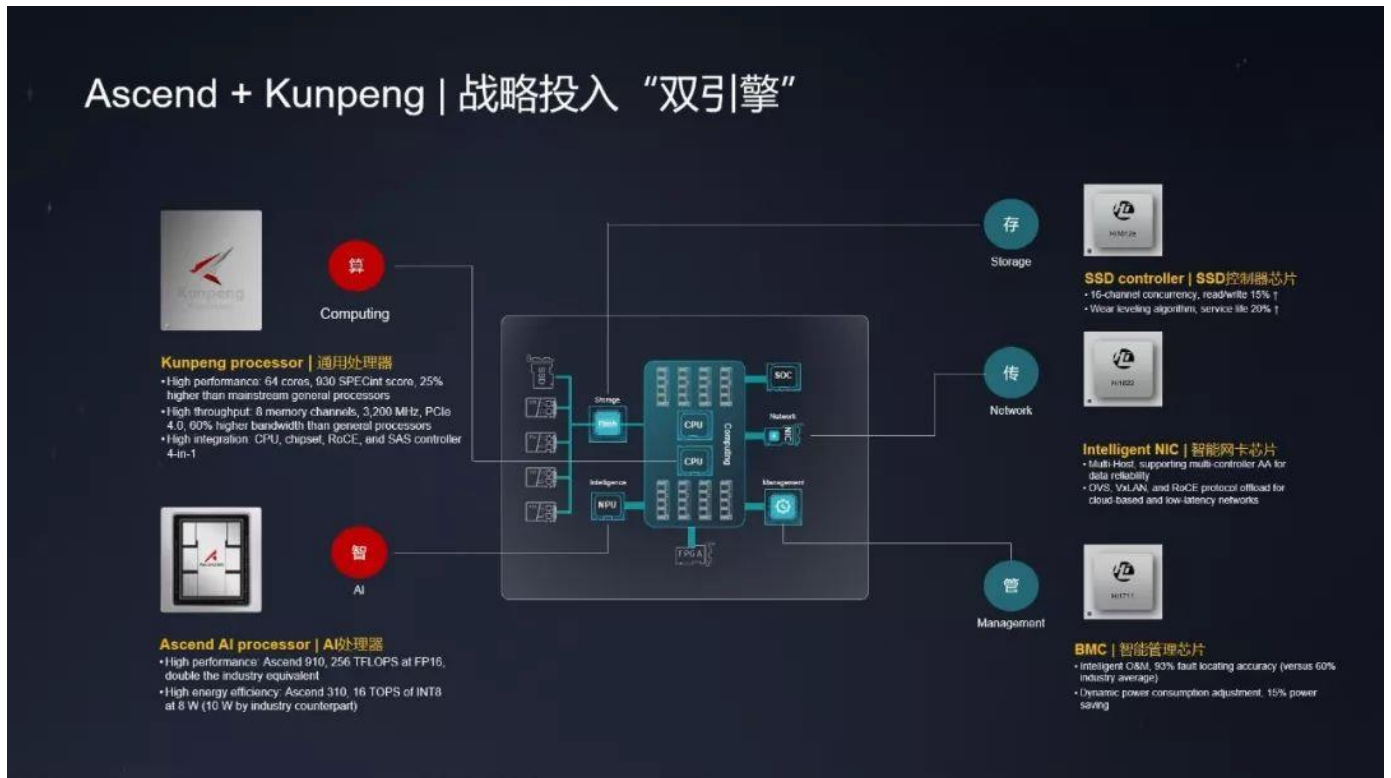 Ascend + Kunpeng | 战略投入 “双引擎”
Kunpeng
算
Computing
Kunpeng processor | 通用处理器
• High performance: 64 cores, 930 SPECint score, 25%
higher than mainstream general processors
• High throughput: 8 memory channels, 3,200 MHz, PCIe
4.0, 60% higher bandwidth than general processors
• High integration: CPU, chipset, RoCE, and SAS controller
4-in-1
智
AI
Ascend AI processor | AI处理器
• High performance: Ascend 910, 256 TFLOPS at FP16,
double the industry equivalent
• High energy efficiency: Ascend 310, 16 TOPS of INT8
at 8 W (10 W by industry counterpart)
SSD
Storage
Flash
Intelligence
NPU
CPU
CPU
Computing
SOC
Network
NIC
Management
FPGA
存
Storage
SSD controller | SSD控制器芯片
• 16-channel concurrency, read/write 15% ↑
• Wear leveling algorithm, service life 20% ↑
传
Network
Hi1822
Intelligent NIC | 智能网卡芯片
• Multi-Host, supporting multi-controller AA for
data reliability
• OVS, VxLAN, and RoCE protocol offload for
cloud-based and low-latency networks
管
Management
Hi1711
BMC | 智能管理芯片
• Intelligent O&M, 93% fault locating accuracy (versus 60%
industry average)
• Dynamic power consumption adjustment, 15% power
saving